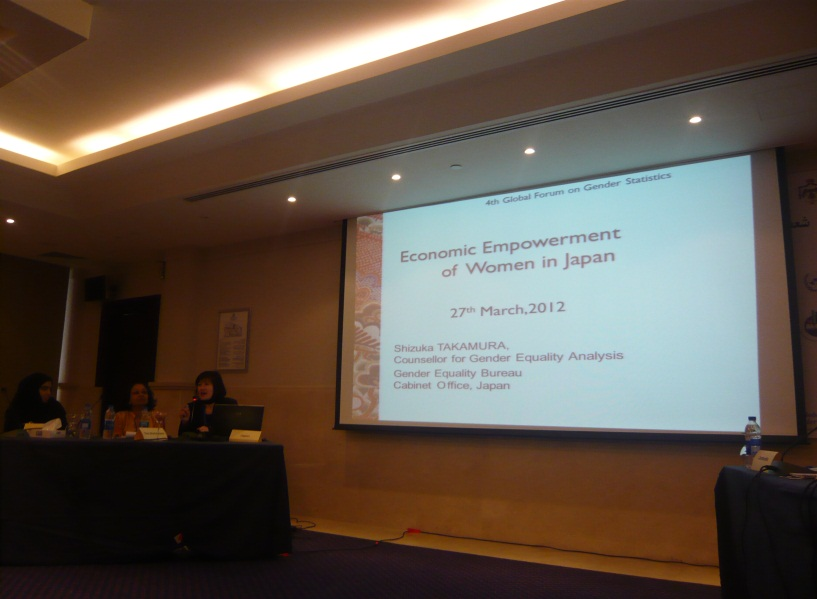 4th Global Forum on Gender Statistics
Economic Empowerment
of Women in Japan
27th March,2012
Shizuka TAKAMURA,
Counsellor for Gender Equality Analysis
Gender Equality Bureau
Cabinet Office, Japan